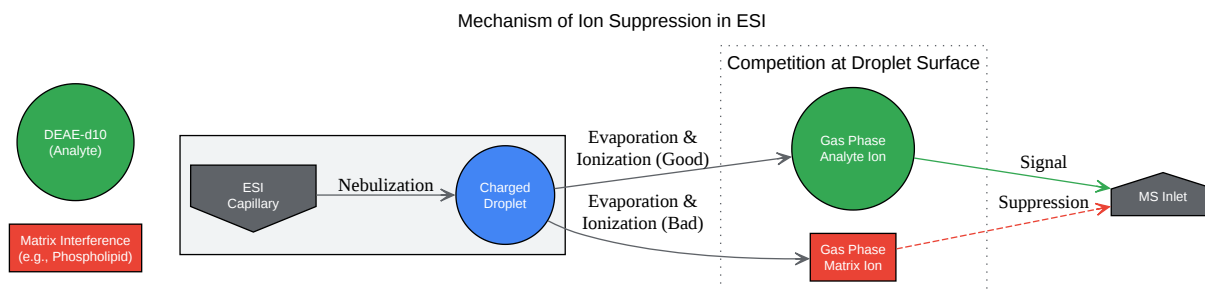 Mechanism of Ion Suppression in ESI
Competition at Droplet Surface
DEAE-d10
(Analyte)
Matrix Interference
(e.g., Phospholipid)
ESI
Capillary
Nebulization
Charged
Droplet
Evaporation &
Ionization (Good)
Evaporation &
Ionization (Bad)
Gas Phase
Analyte Ion
Gas Phase
Matrix Ion
Signal
Suppression
MS Inlet